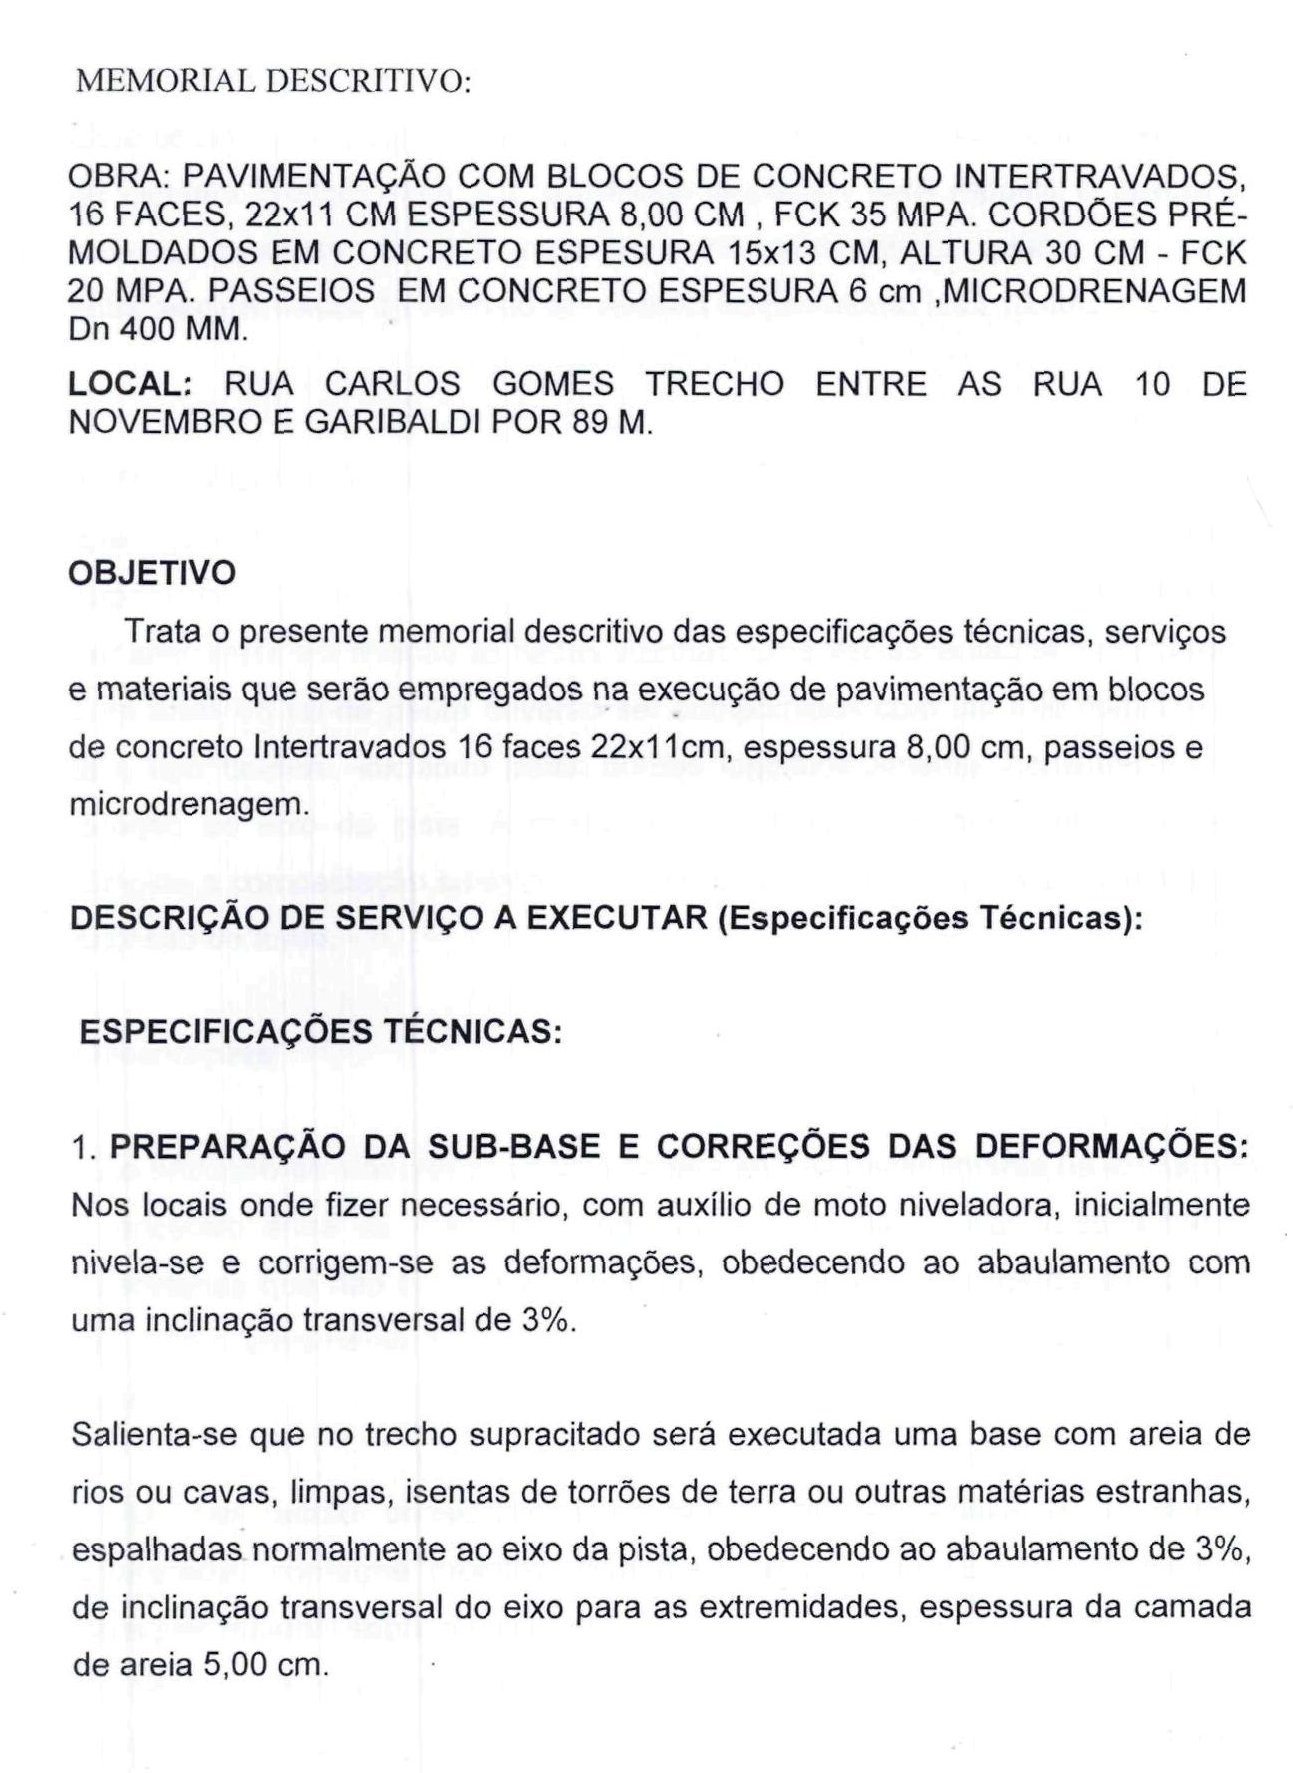 MEMORIAL DESCRITIVO:
OBRA: PAVIMENTAÇÃO COM BLOCOS DE CONCRETO INTERTRAVADOS,
16 FACES, 22x11 CM ESPESSURA 8,00 CM , FCK 35 MPA. CORDÕES PRÉ-
MOLDADOS EM CONCRETO ESPESURA 15x13 CM, ALTURA 30 CM - FCK
20 MPA. PASSEIOS EM CONCRETO ESPESURA 6 cm ,MICRODRENAGEM
Dn 400 MM.
LOCAL: RUA CARLOS GOMES TRECHO ENTRE AS RUA 10 DE
NOVEMBRO E GARIBALDI POR 89 M.
OBJETIVO
Trata o presente memorial descritivo das especificações técnicas, serviços
e materiais que serão empregados na execução de pavimentação em blocos
de concreto Intertravados 16 faces 22x11cm, espessura 8,00 cm, passeios e
microdrenagem.
DESCRIÇÃO DE SERVIÇO A EXECUTAR (Especificações Técnicas):
ESPECIFICAÇÕES TÉCNICAS:
1. PREPARAÇÃO DA SUB-BASE E CORREÇÕES DAS DEFORMAÇÕES:
Nos locais onde fizer necessário, com auxílio de moto niveladora, inicialmente
nivela-se e corrigem-se as deformações, obedecendo ao abaulamento com
uma inclinação transversal de 3%.
Salienta-se que no trecho supracitado será executada uma base com areia de
rios ou cavas, limpas, isentas de torrões de terra ou outras matérias estranhas,
espalhadas normalmente ao eixo da pista, obedecendo ao abaulamento de 3%,
de inclinação transversal do eixo para as extremidades, espessura da camada
de areia 5,00 cm.